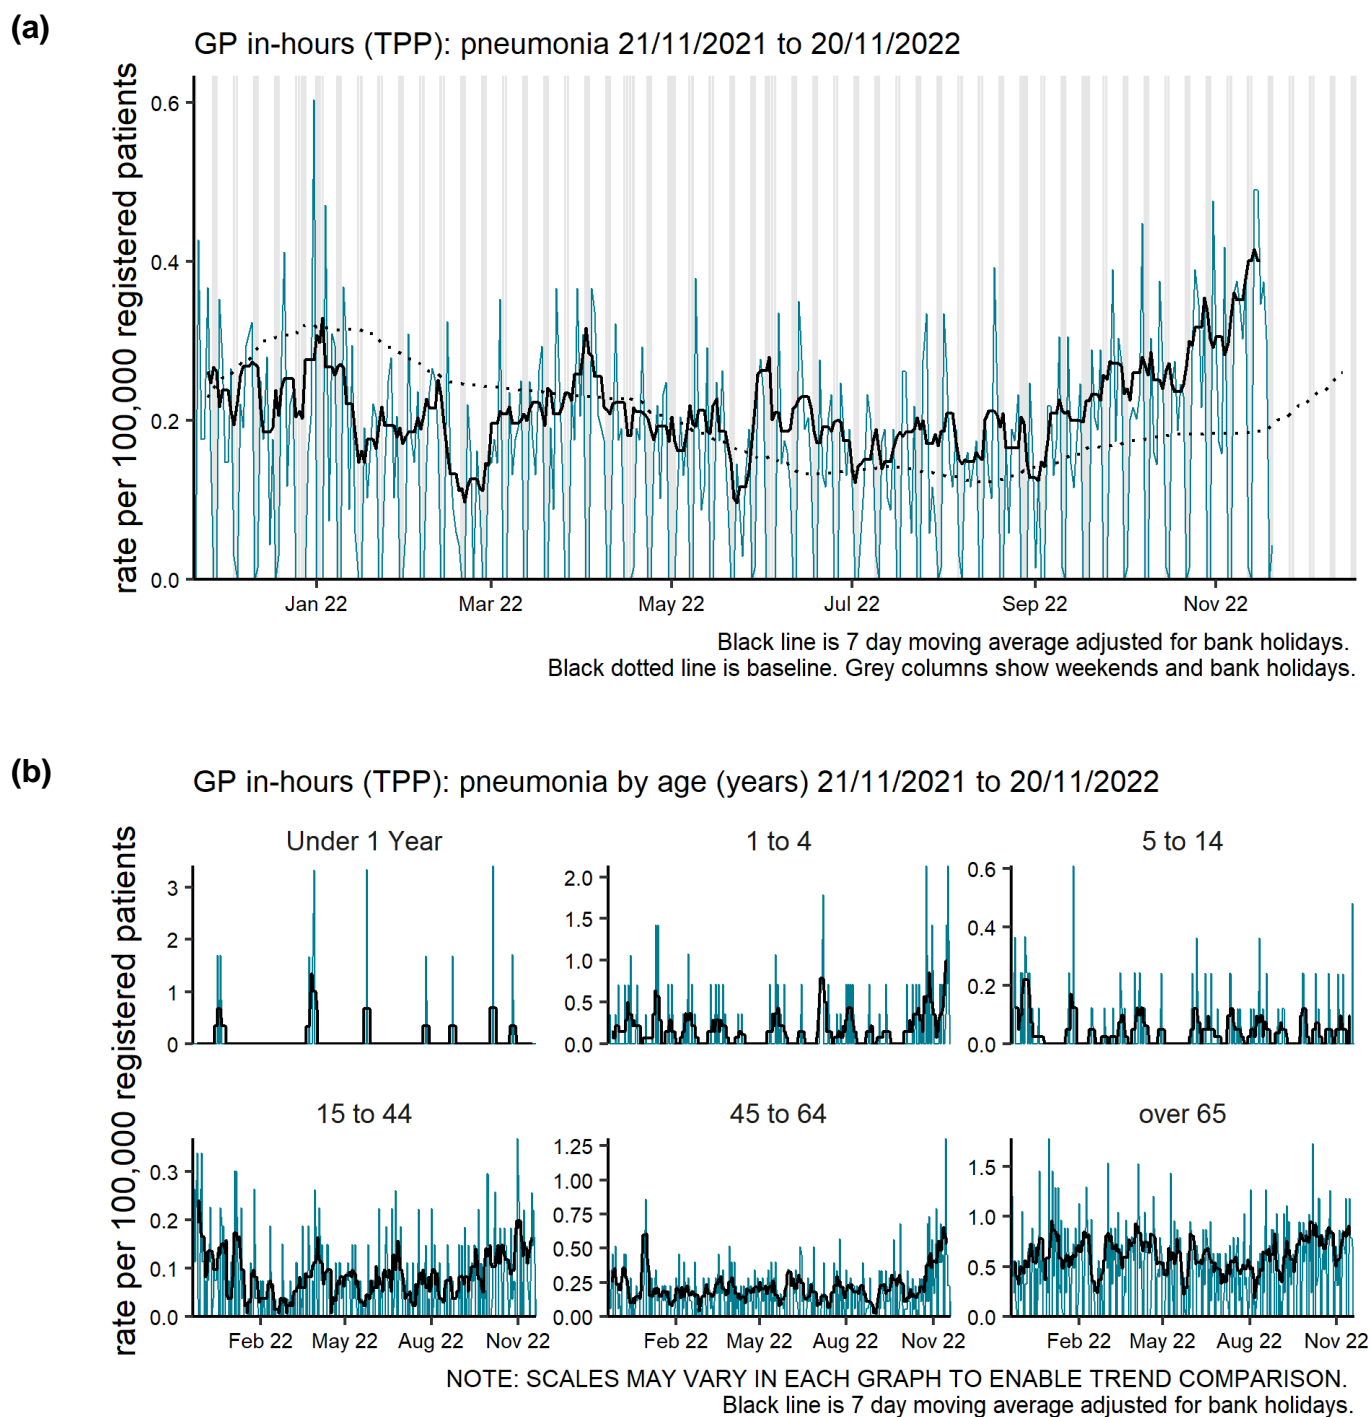 (a)
GP in-hours (TPP): pneumonia 21/11/2021 to 20/11/2022
rate per 100,000 registered patients
0.6
0.4
0.2
0.0
Jan 22 Mar 22 May 22 Jul 22 Sep 22 Nov 22
Black line is 7 day moving average adjusted for bank holidays.
Black dotted line is baseline. Grey columns show weekends and bank holidays.
(b)
GP in-hours (TPP): pneumonia by age (years) 21/11/2021 to 20/11/2022
rate per 100,000 registered patients
Under 1 Year
3
2
1
0
1 to 4
2.0
1.5
1.0
0.5
0.0
5 to 14
0.6
0.4
0.2
0.0
15 to 44
0.3
0.2
0.1
0.0
Feb 22 May 22 Aug 22 Nov 22
45 to 64
1.25
1.00
0.75
0.50
0.25
0.00
Feb 22 May 22 Aug 22 Nov 22
over 65
1.5
1.0
0.5
0.0
Feb 22 May 22 Aug 22 Nov 22
NOTE: SCALES MAY VARY IN EACH GRAPH TO ENABLE TREND COMPARISON.
Black line is 7 day moving average adjusted for bank holidays.